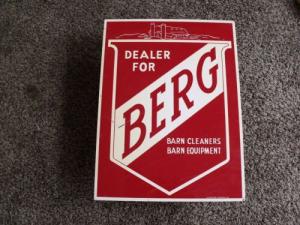 DEALER
FOR
BERG
BARN CLEANERS
BARN EQUIPMENT